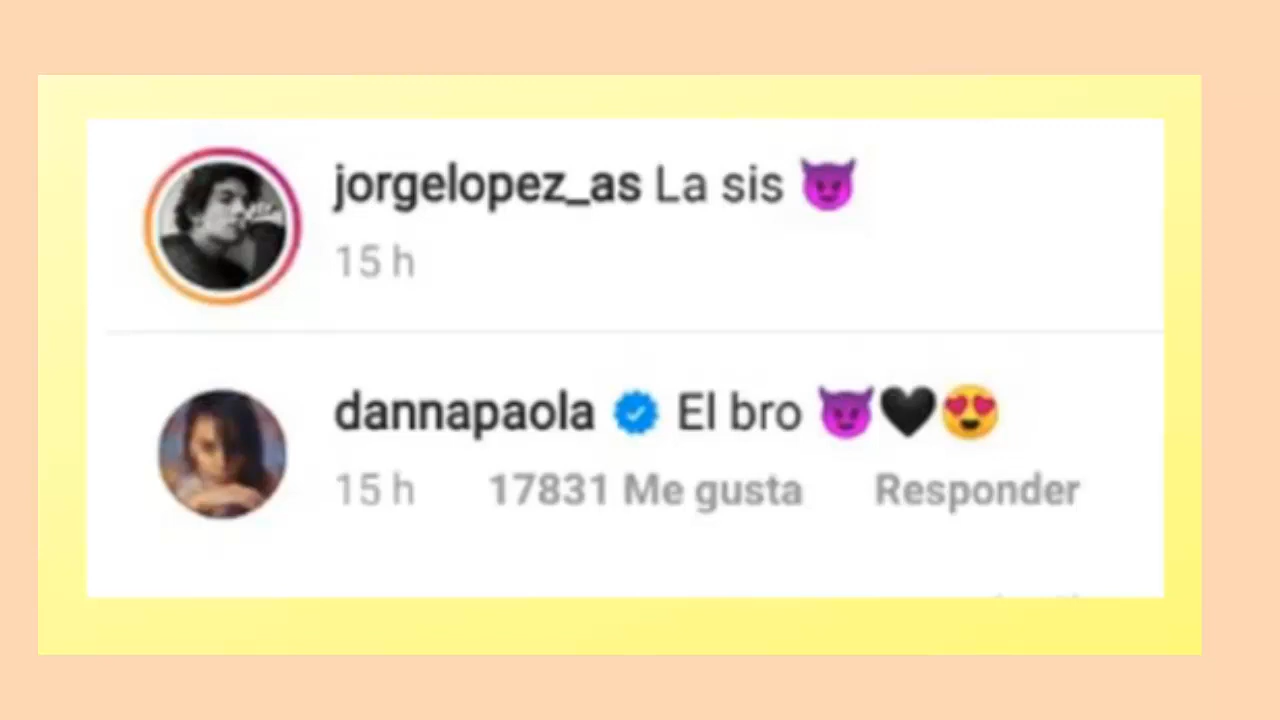 jorgelopez_as La sis 😈
15 h
dannapaola El bro 😈🖤😍
15 h 17831 Me gusta Responder